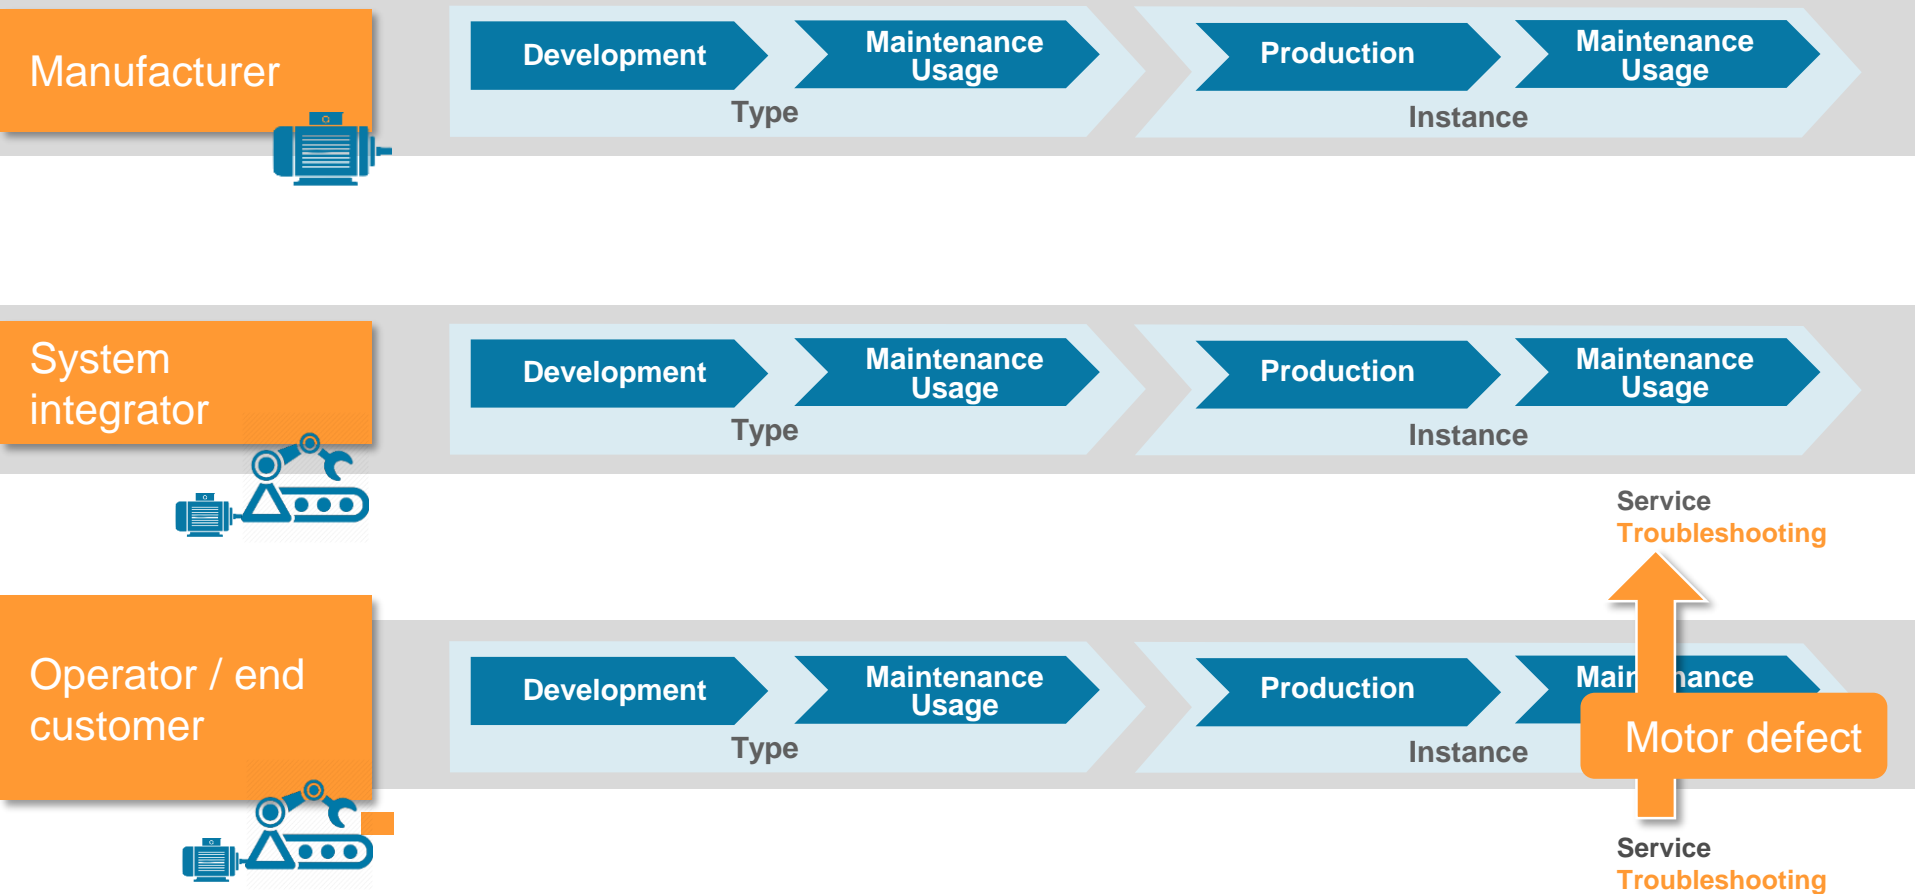 Manufacturer
Development
Maintenance
Usage
Type
Production
Maintenance
Usage
Instance
System
integrator
Development
Maintenance
Usage
Type
Production
Maintenance
Usage
Instance
Service
Troubleshooting
Operator / end
customer
Development
Maintenance
Usage
Type
Production
Instance
Motor defect
Service
Troubleshooting